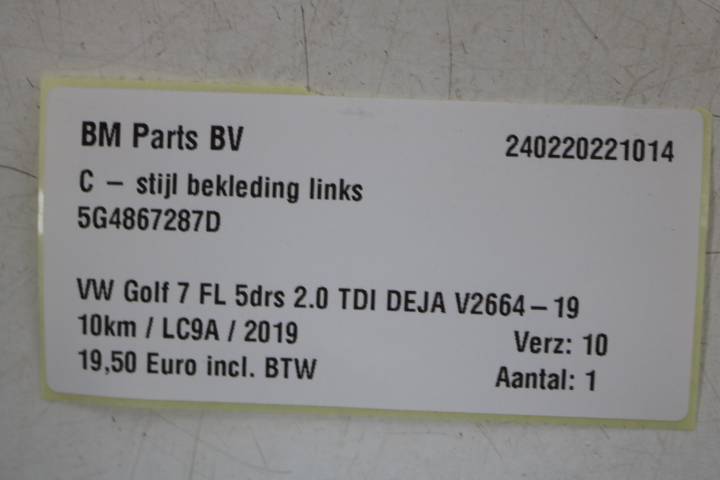 BM Parts BV 240220221014
C – stijl bekleding links
5G4867287D
VW Golf 7 FL 5drs 2.0 TDI DEJA V2664–19
10km / LC9A / 2019 Verz: 10
19,50 Euro incl. BTW Aantal: 1